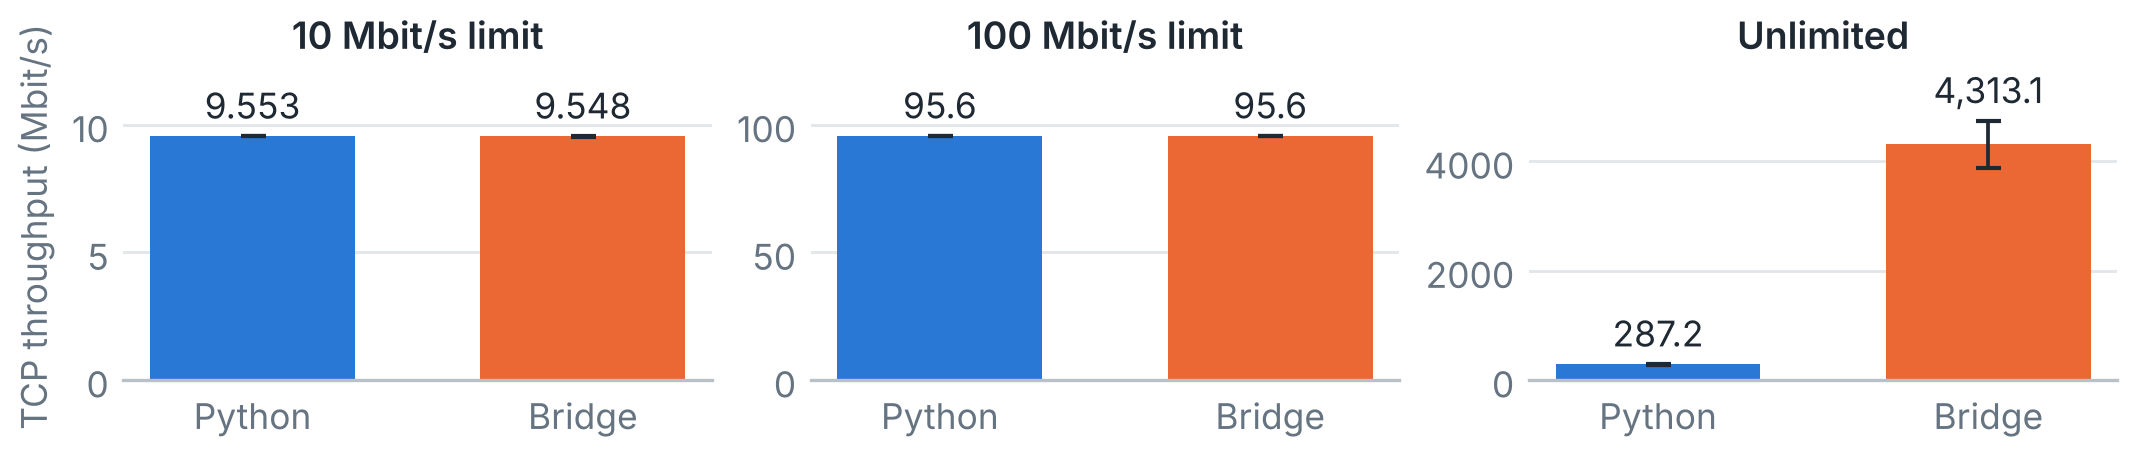 TCP throughput (Mbit/s)
10 Mbit/s limit
9.553
9.548
10
5
0
Python
Bridge
100 Mbit/s limit
95.6
95.6
100
50
0
Python
Bridge
Unlimited
4,313.1
287.2
4000
2000
0
Python
Bridge